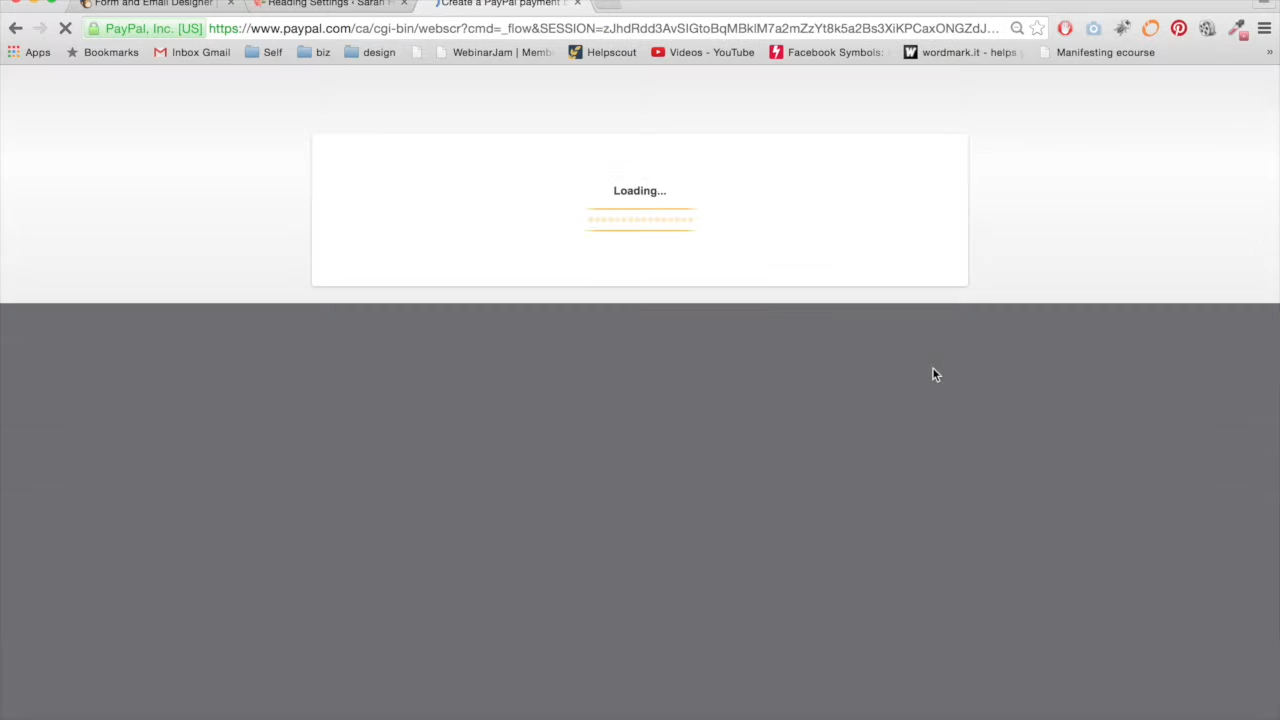 Form and Email Designer
Reading Settings ‹ Sarah
Create a PayPal payment
PayPal, Inc. [US] https://www.paypal.com/ca/cgi-bin/webscr?cmd=_flow&SESSION=zJhdRdd3AvSIGtoBqMBklM7a2mZzYt8k5a2Bs3XiKPCaxONGZdJ...
Apps Bookmarks Inbox Gmail Self biz design WebinarJam | Memb Helpscout Videos - YouTube Facebook Symbols: wordmark.it - helps Manifesting ecourse »
Loading...